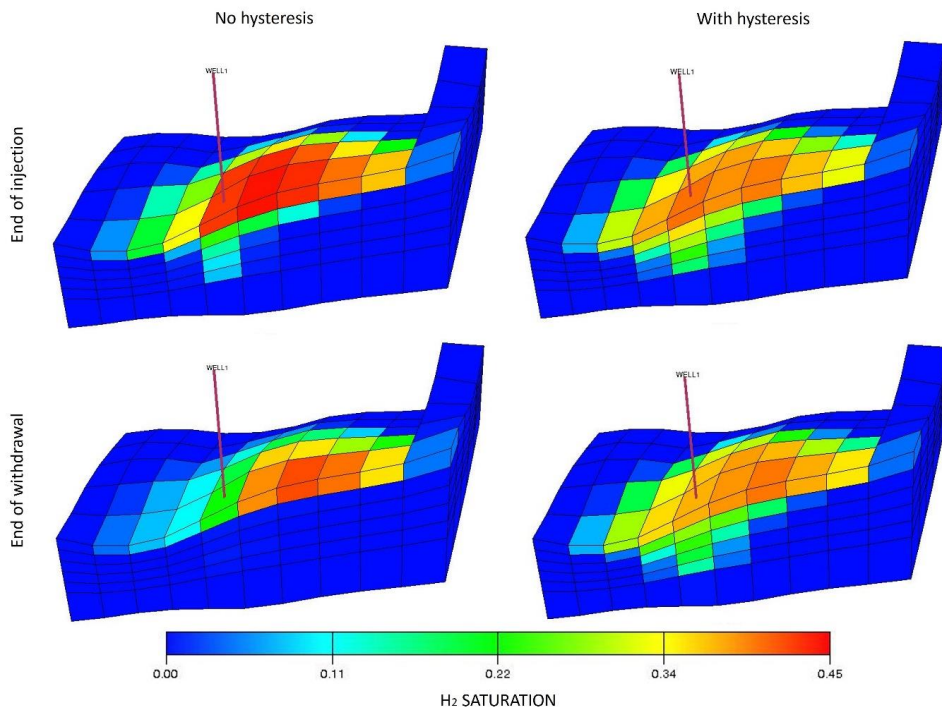 No hysteresis
With hysteresis
End of injection
WELL1
WELL1
End of withdrawal
WELL1
WELL1
0.00
0.11
0.22
0.34
0.45
H₂ SATURATION